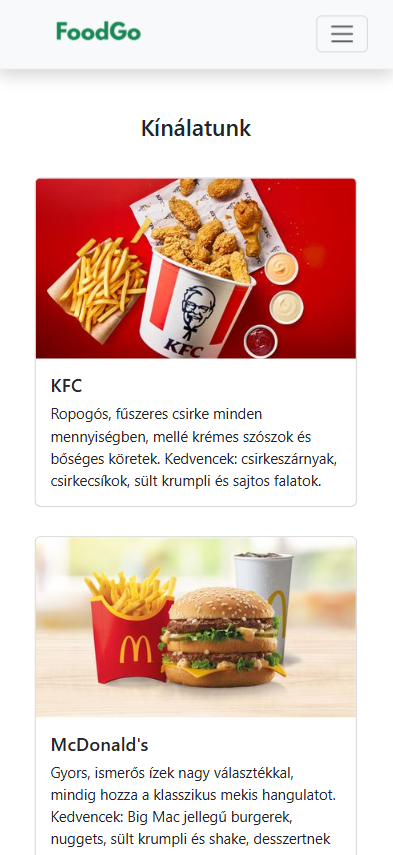 FoodGo
Kínálatunk
KFC
KFC
Ropogós, fűszeres csirke minden
mennyiségben, mellé krémes szószok és
bőséges köretek. Kedvencek: csirkeszárnyak,
csirkecsíkok, sült krumpli és sajtos falatok.
McDonald's
Gyors, ismerős ízek nagy választékkal,
mindig hozza a klasszikus mekis hangulatot.
Kedvencek: Big Mac jellegű burgerek,
nuggets, sült krumpli és shake, desszertnek